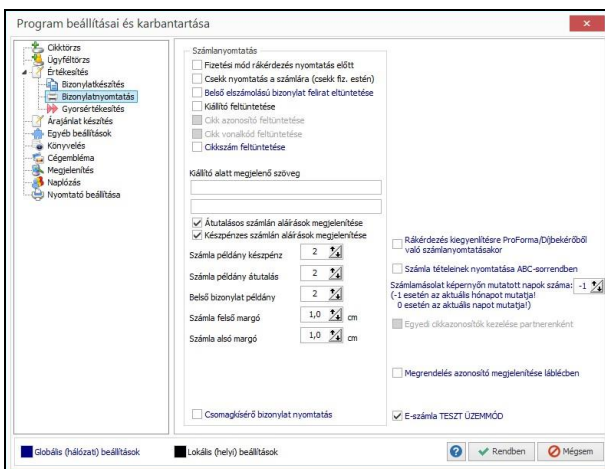 Program beállításai és karbantartása
Cikktörzs
Ügyféltörzs
Értékesítés
Bizonylatkészítés
Bizonylatnyomtatás
Gyorsértékesítés
Árajánlat készítés
Egyéb beállítások
Könyvelés
Cégembléma
Megjelenítés
Naplózás
Nyomtató beállítása
Számlanyomtatás
Fizetési mód rákérdezés nyomtatás előtt
Csekk nyomtatás a számlára (csekk fiz. estén)
Belső elszámolású bizonylat felirat eltüntetése
Kiállító feltüntetése
Cikk azonosító feltüntetése
Cikk vonalkód feltüntetése
Cikkszám feltüntetése
Kiállító alatt megjelenő szöveg
Átutalásos számlán aláírások megjelenítése
Készpénzes számlán aláírások megjelenítése
Számla példány készpénz 2
Számla példány átutalás 2
Belső bizonylat példány 2
Számla felső margó 1,0 cm
Számla alsó margó 1,0 cm
Csomagkísérő bizonylat nyomtatás
Rákérdezés kiegyenlítésre ProForma/Díjbekérőből
való számlanyomtatásakor
Számla tételeinek nyomtatása ABC-sorrendben
Számlamásolat képernyőn mutatott napok száma: -1
(-1 esetén az aktuális hónapot mutatja!
0 esetén az aktuális napot mutatja!)
Egyedi cikkazonosítók kezelése partnerenként
Megrendelés azonosító megjelenítése láblécben
E-számla TESZT ÜZEMMÓD
Globális (hálózati) beállítások
Lokális (helyi) beállítások
? Rendben Mégsem